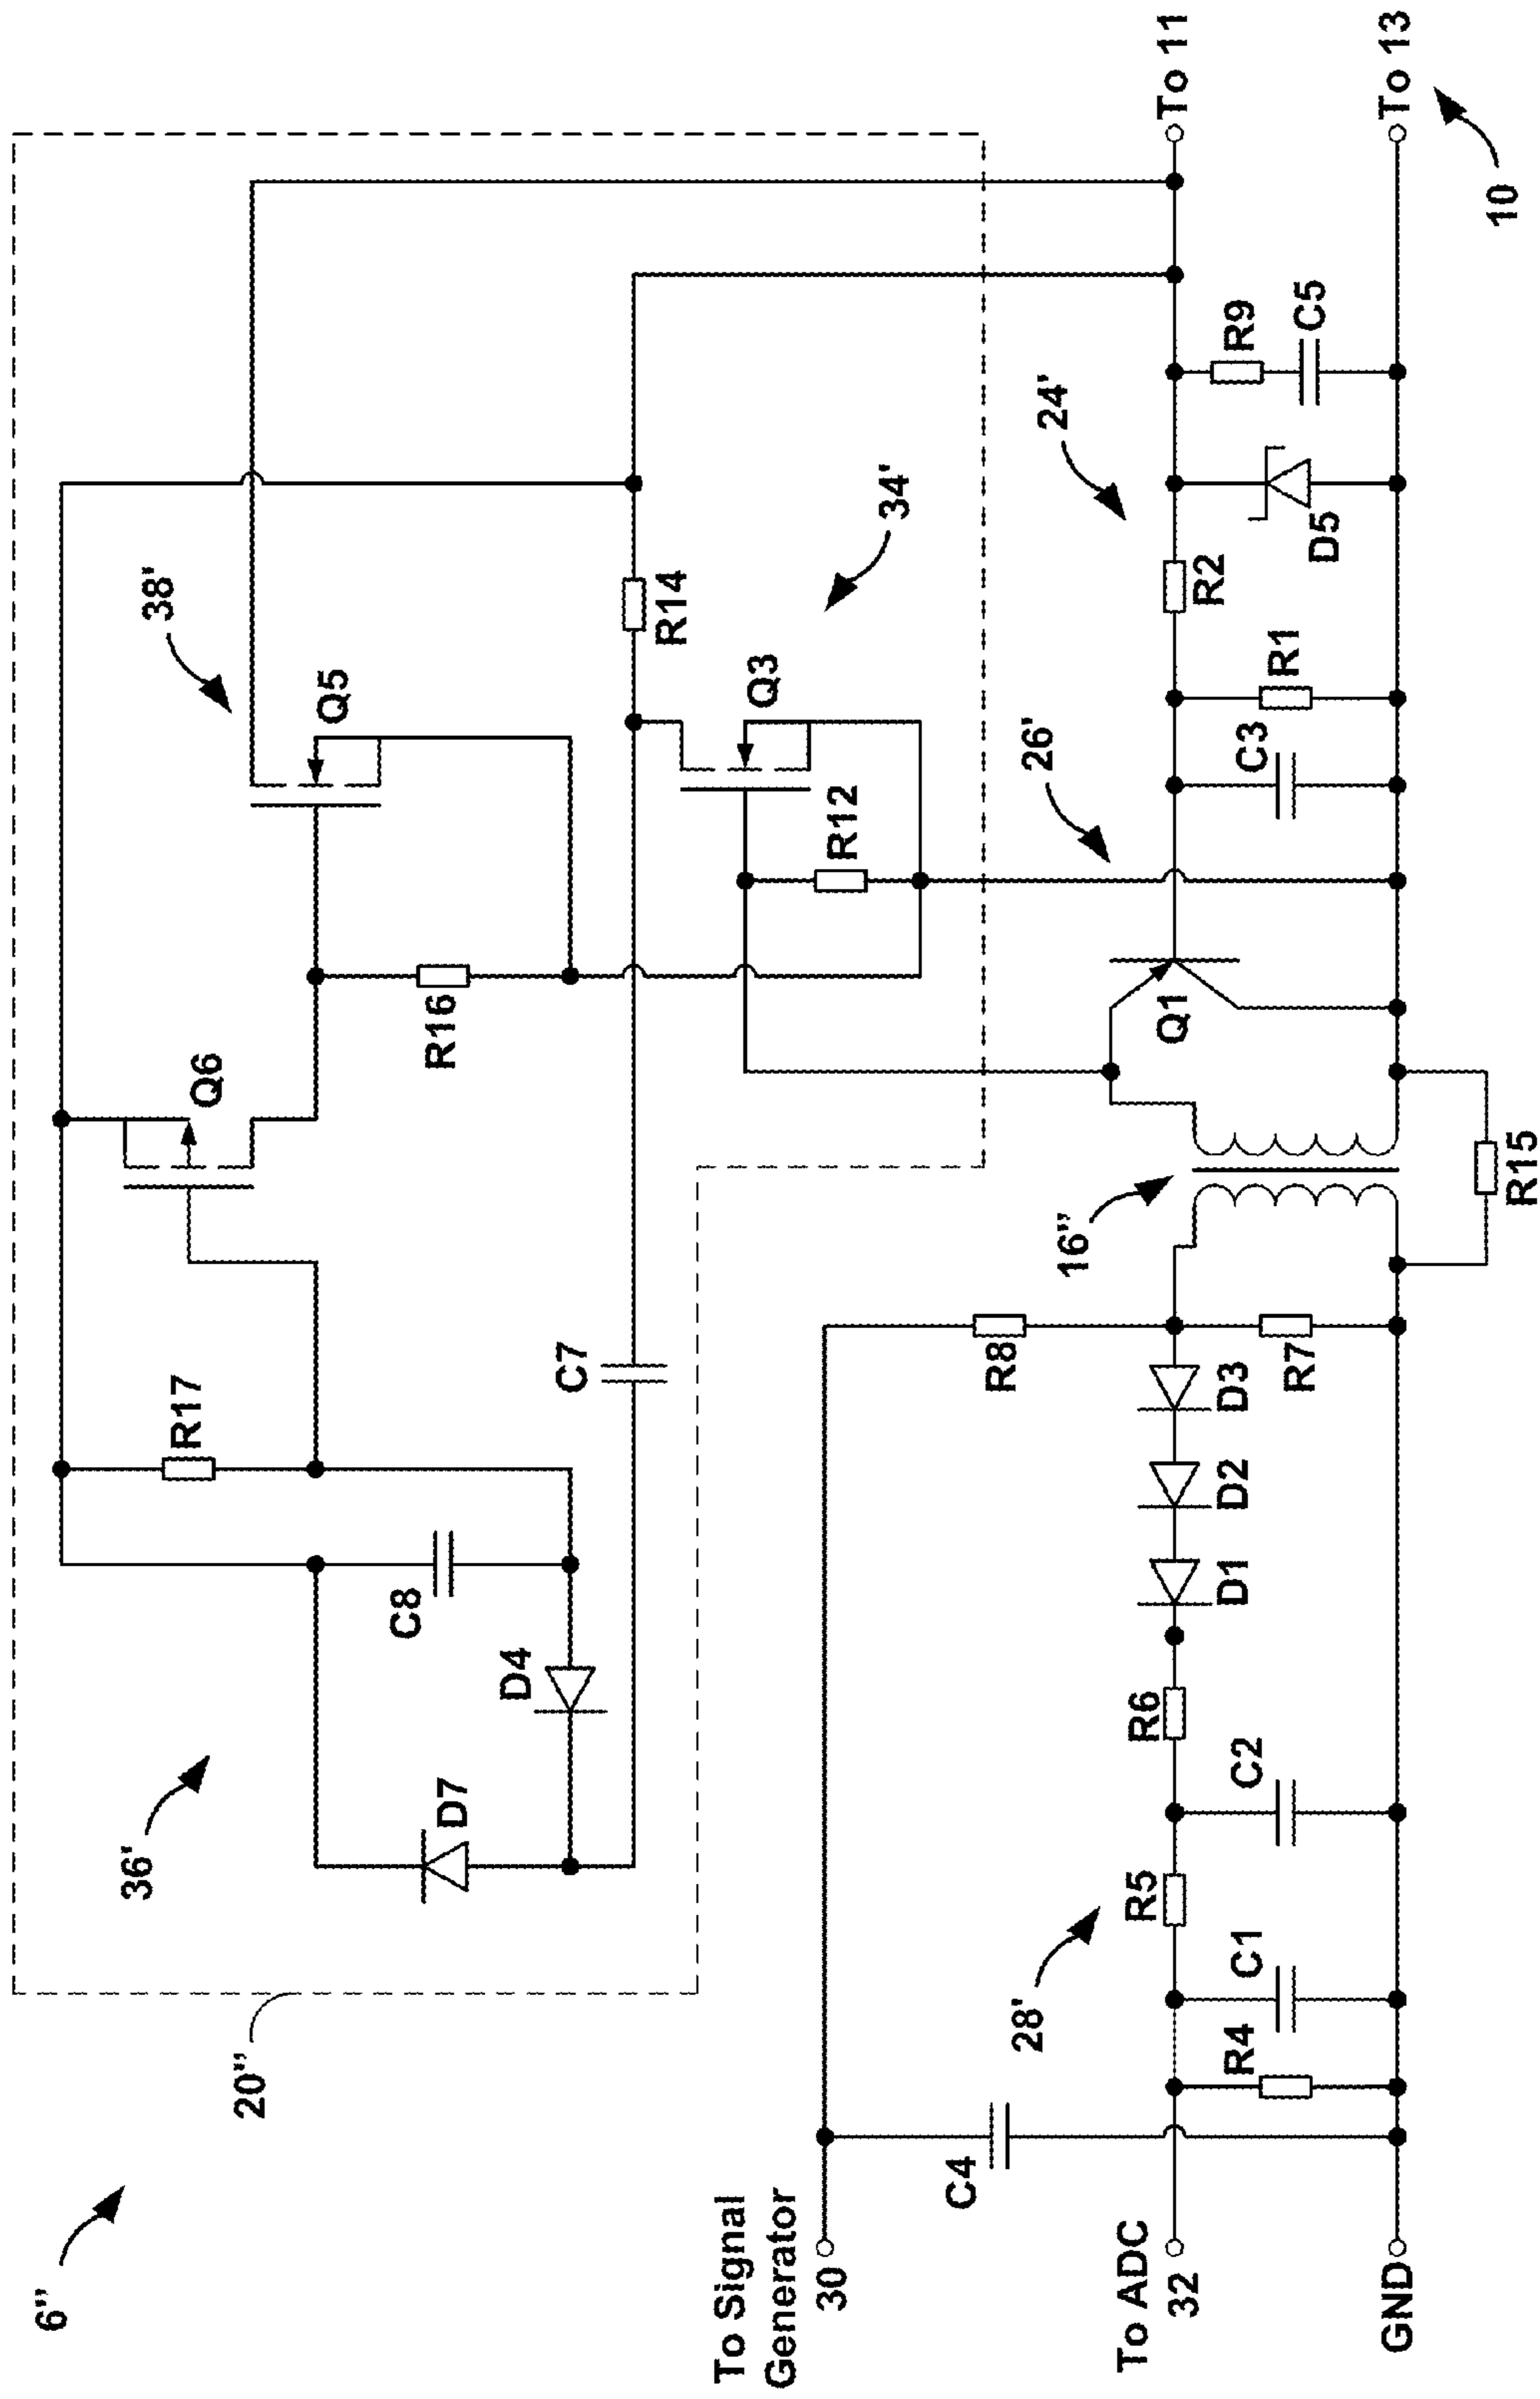 6”
20”
36'
38'
D7
C8
D4
R17
Q6
R16
Q5
C7
R14
Q3
34'
R12
To Signal
Generator
30
C4
R8
28'
16”
26'
24'
To ADC
32
R4
C1
R5
C2
R6
D1
D2
D3
R7
Q1
C3
R1
R2
D5
R9
C5
To 11
GND
R15
To 13
10